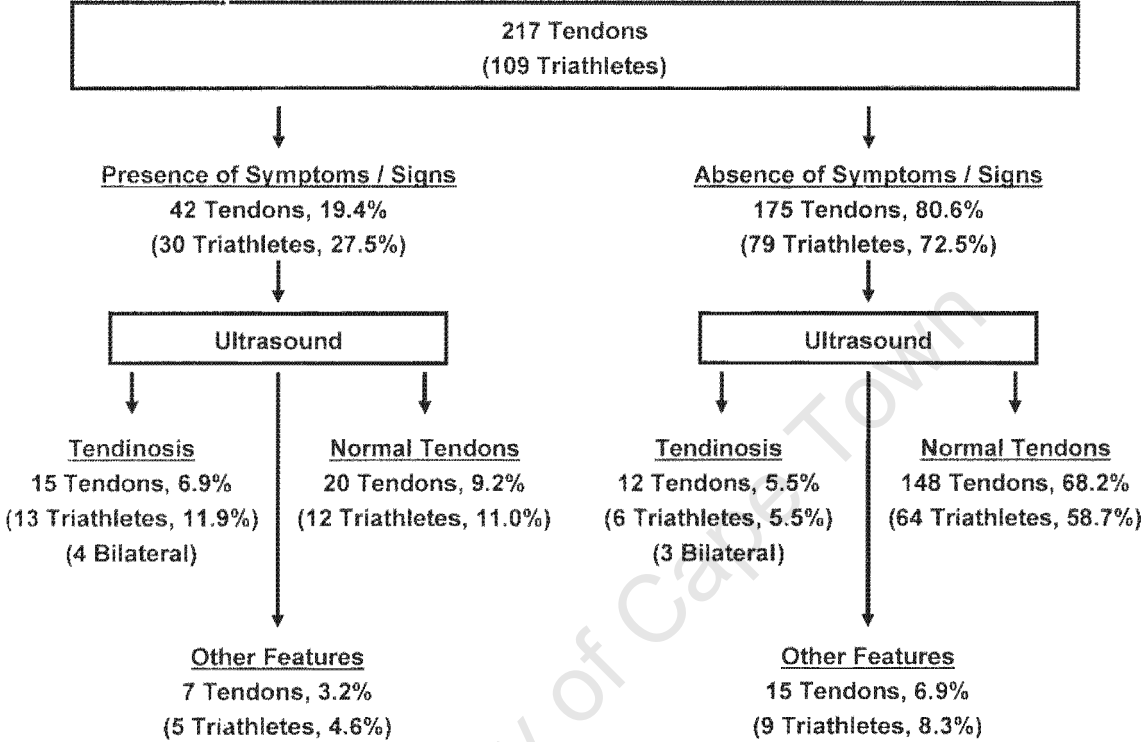 217 Tendons
(109 Triathletes)
Presence of Symptoms / Signs
42 Tendons, 19.4%
(30 Triathletes, 27.5%)
Absence of Symptoms / Signs
175 Tendons, 80.6%
(79 Triathletes, 72.5%)
Ultrasound
Ultrasound
Tendinosis
15 Tendons, 6.9%
(13 Triathletes, 11.9%)
(4 Bilateral)
Normal Tendons
20 Tendons, 9.2%
(12 Triathletes, 11.0%)
Tendinosis
12 Tendons, 5.5%
(6 Triathletes, 5.5%)
(3 Bilateral)
Normal Tendons
148 Tendons, 68.2%
(64 Triathletes, 58.7%)
Other Features
7 Tendons, 3.2%
(5 Triathletes, 4.6%)
Other Features
15 Tendons, 6.9%
(9 Triathletes, 8.3%)
of Cape Town